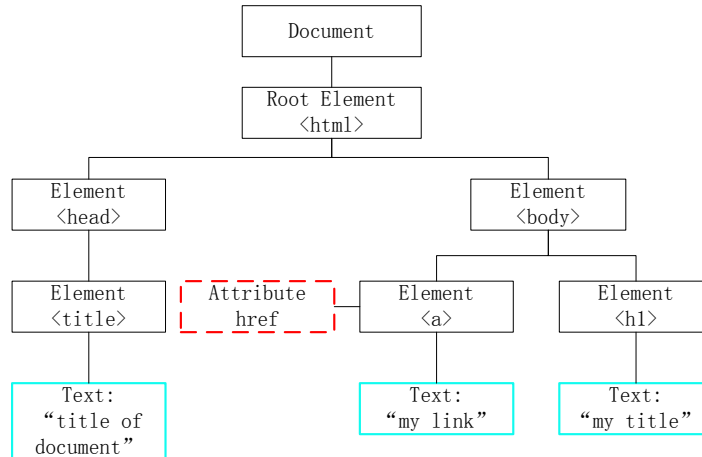 Document
Root Element
<html>
Element
<head>
Element
<body>
Element
<title>
Attribute
href
Element
<a>
Element
<h1>
Text:
“title of
document”
Text:
“my link”
Text:
“my title”